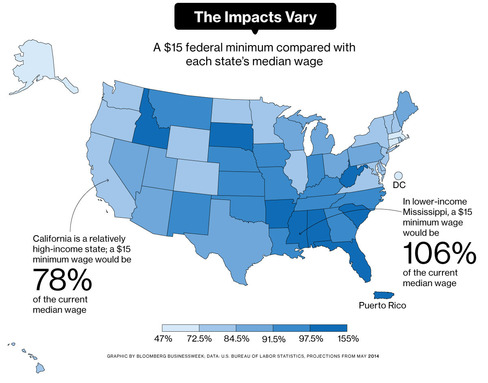 The Impacts Vary
A $15 federal minimum compared with
each state's median wage
DC
California is a relatively
high-income state; a $15
minimum wage would be
78%
of the current
median wage
In lower-income
Mississippi, a $15
minimum wage
would be
106%
of the current
median wage
Puerto Rico
47% 72.5% 84.5% 91.5% 97.5% 155%
GRAPHIC BY BLOOMBERG BUSINESSWEEK; DATA: U.S. BUREAU OF LABOR STATISTICS, PROJECTIONS FROM MAY 2014